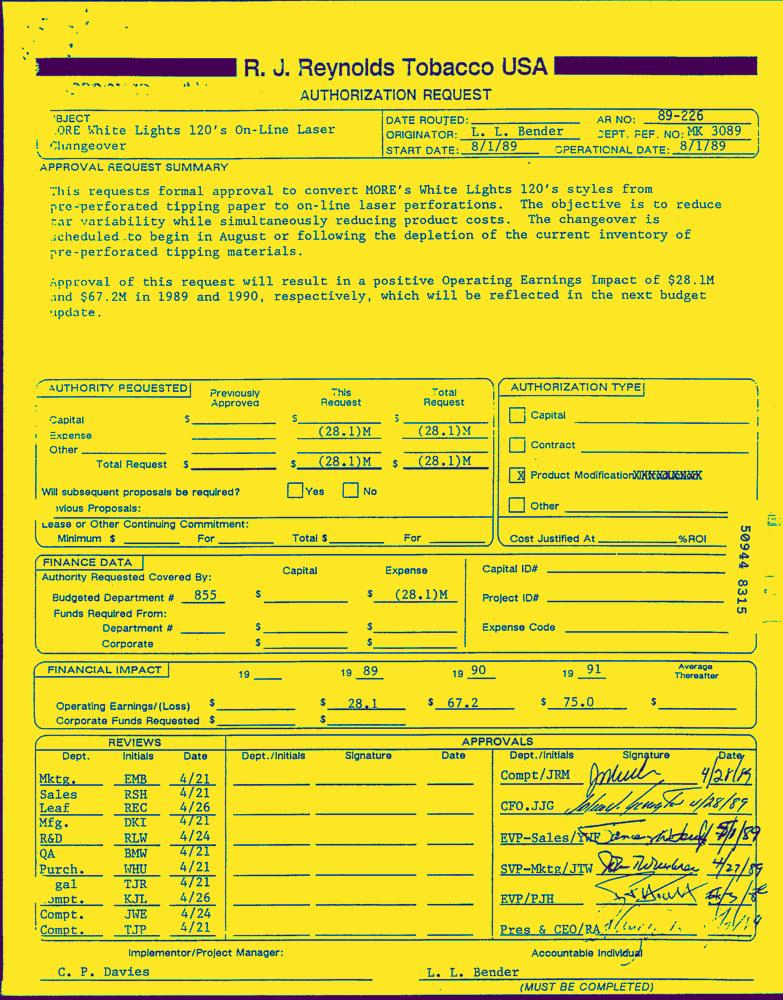 R. J. Reynolds Tobacco USA
AUTHORIZATION REQUEST
BJECT
ORE White Lights 120's On-Line Laser
Changeover
DATE ROUTED:
AR NO: 89-226
ORIGINATOR: L. L. Bender
DEPT. REF. NO: MK 3089
START DATE: 8/1/89
OPERATIONAL DATE: 8/1/89
APPROVAL REQUEST SUMMARY
This requests formal approval to convert MORE's White Lights 120's styles from
pre-perforated tipping paper to on-line laser perforations. The objective is to reduce
tar variability while simultaneously reducing product costs. The changeover is
scheduled to begin in August or following the depletion of the current inventory of
pre-perforated tipping materials.
Approval of this request will result in a positive Operating Earnings Impact of $28.1M
and $67.2M in 1989 and 1990, respectively, which will be reflected in the next budget
update.
AUTHORITY REQUESTED
Previously Approved
This Request
Total Request
Capital $ $ $
Expense (28.1)M (28.1)M
Other
Total Request $ $ (28.1)M $ (28.1)M
Will subsequent proposals be required? Yes No
vious Proposals:
Lease or Other Continuing Commitment:
Minimum $ For Total $ For
AUTHORIZATION TYPE
Capital
Contract
X Product Modification
Other
Cost Justified At %ROI
50944 8315
FINANCE DATA
Capital Expense
Authority Requested Covered By:
Budgeted Department # 855 $ $ (28.1)M
Funds Required From:
Department # $ $
Corporate $ $
Capital ID#
Project ID#
Expense Code
FINANCIAL IMPACT
19 19 89 19 90 19 91 Average Thereafter
Operating Earnings/(Loss) $ $ 28.1 $ 67.2 $ 75.0 $
Corporate Funds Requested $ $
REVIEWS
Dept. Initials Date
Mktg. EMB 4/21
Sales RSH 4/21
Leaf REC 4/26
Mfg. DKI 4/21
R&D RLW 4/24
QA BMW 4/21
Purch. WHU 4/21
gal TJR 4/21
ompt. KJL 4/26
Compt. JWE 4/24
Compt. TJP 4/21
APPROVALS
Dept./Initials Signature Date
Dept./Initials Signature Date
Compt/JRM 4/28/89
CFO.JJG 4/28/89
EVP-Sales/YWF
SVP-Mktg/JTW 4/27/89
EVP/PJH
Pres & CEO/RA
Implementor/Project Manager:
C. P. Davies
Accountable Individual
L. L. Bender
(MUST BE COMPLETED)